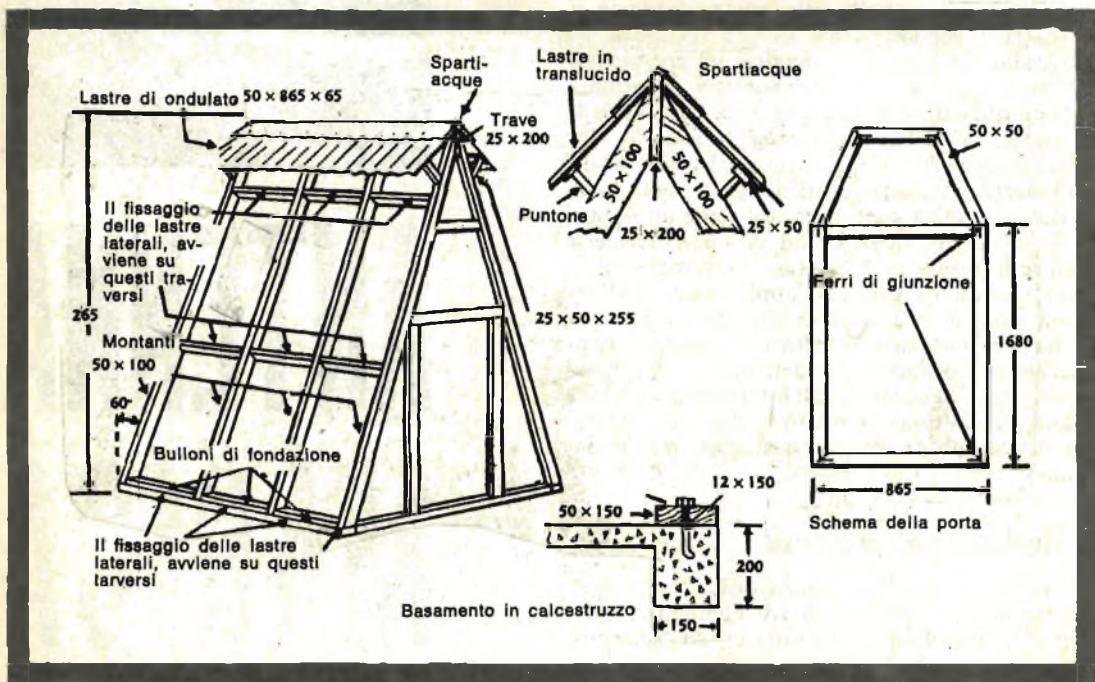 Lastre di ondulato
50 × 865 × 65
Sparti-
acque
Trave
25 × 200
Il fissaggio
delle lastre
laterali, av-
viene su
questi tra-
versi
265
Montanti
50 × 100
60
Bulloni di fondazione
Il fissaggio delle lastre
laterali, avviene su questi
tarversi
25 × 50 × 255
Lastre in
translucido
Spartiacque
50 × 100
50 × 100
Puntone
25 × 200
25 × 50
12 × 150
50 × 150
200
150
Basamento in calcestruzzo
50 × 50
Ferri di giunzione
1680
865
Schema della porta